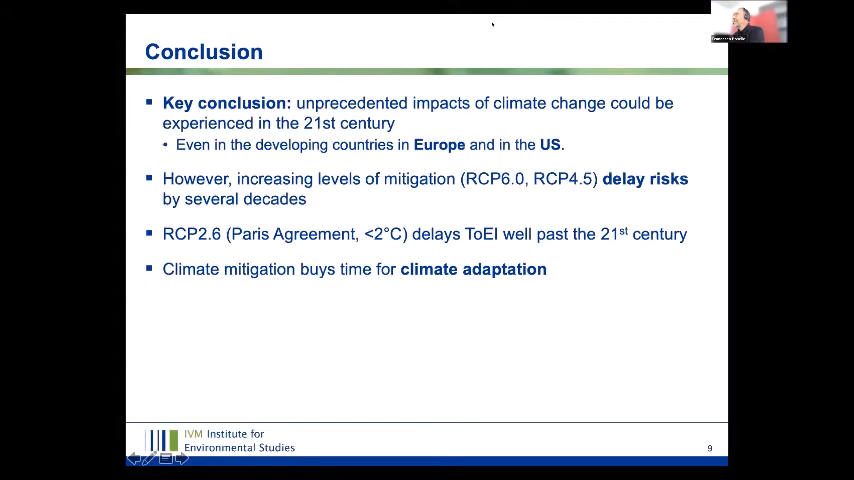 Conclusion
Key conclusion: unprecedented impacts of climate change could be
experienced in the 21st century
Even in the developing countries in Europe and in the US.
However, increasing levels of mitigation (RCP6.0, RCP4.5) delay risks
by several decades
RCP2.6 (Paris Agreement, <2°C) delays ToEI well past the 21st century
Climate mitigation buys time for climate adaptation
IVM Institute for
Environmental Studies
9